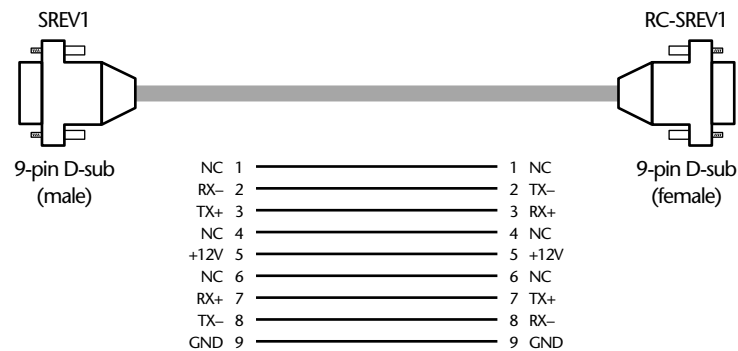 SREV1 RC-SREV1
9-pin D-sub 9-pin D-sub
(male) (female)
NC 1 1 NC
RX– 2 2 TX–
TX+ 3 3 RX+
NC 4 4 NC
+12V 5 5 +12V
NC 6 6 NC
RX+ 7 7 TX+
TX– 8 8 RX–
GND 9 9 GND